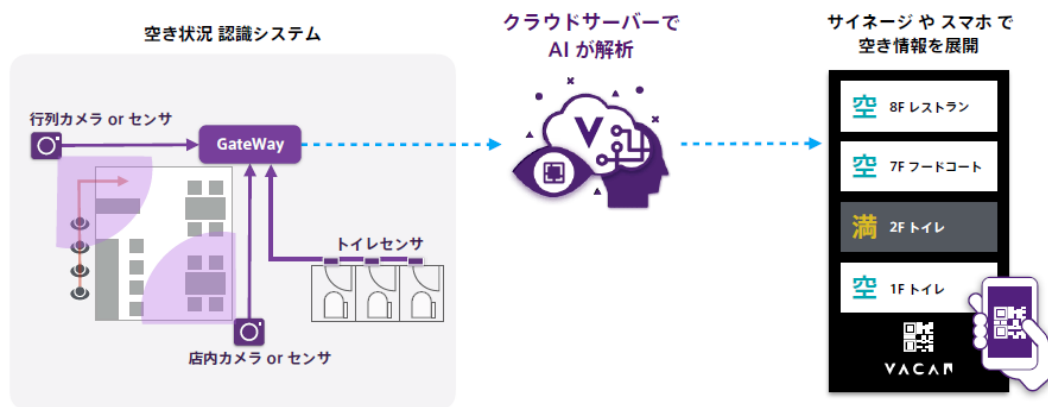 空き状況 認識システム
行列カメラ or センサ
GateWay
トイレセンサ
店内カメラ or センサ
クラウドサーバーで
AI が解析
V
サイネージ や スマホ で
空き情報を展開
空 8F レストラン
空 7F フードコート
満 2F トイレ
空 1F トイレ
VACAN